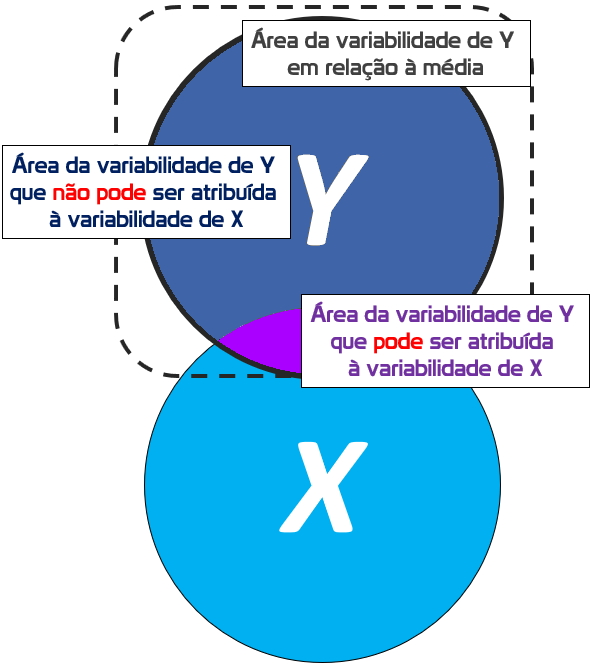 Área da variabilidade de Y
em relação à média
Área da variabilidade de Y
que não pode ser atribuída
à variabilidade de X
Y
Área da variabilidade de Y
que pode ser atribuída
à variabilidade de X
X